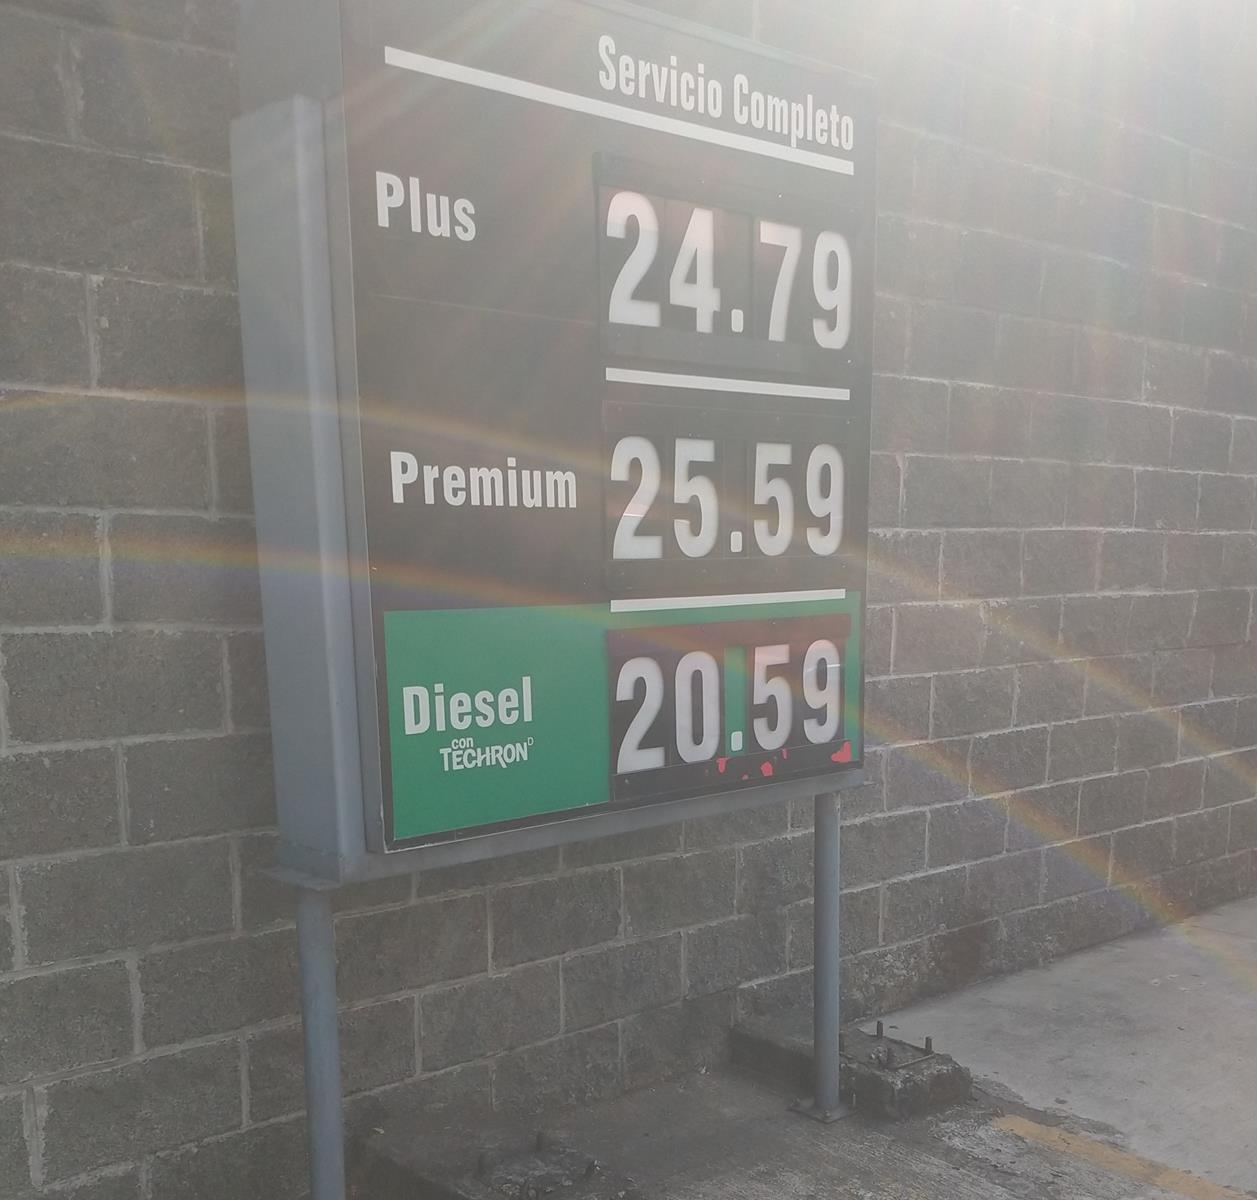 Servicio Completo
Plus 24.79
Premium 25.59
Diesel 20.59
con
TECHRON D